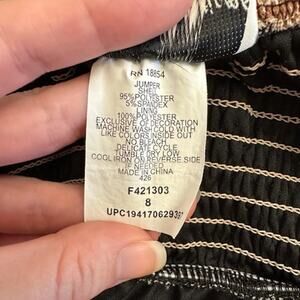 RN 18854
JUMPER
SHELL
95%POLYESTER
5%SPANDEX
LINING
100%POLYESTER
EXCLUSIVE OF DECORATION
MACHINE WASH COLD WITH
LIKE COLORS INSIDE OUT
NO BLEACH
DELICATE CYCLE
TUMBLE DRY LOW
COOL IRON ON REVERSE SIDE
IF NEEDED
MADE IN CHINA
426
F421303
8